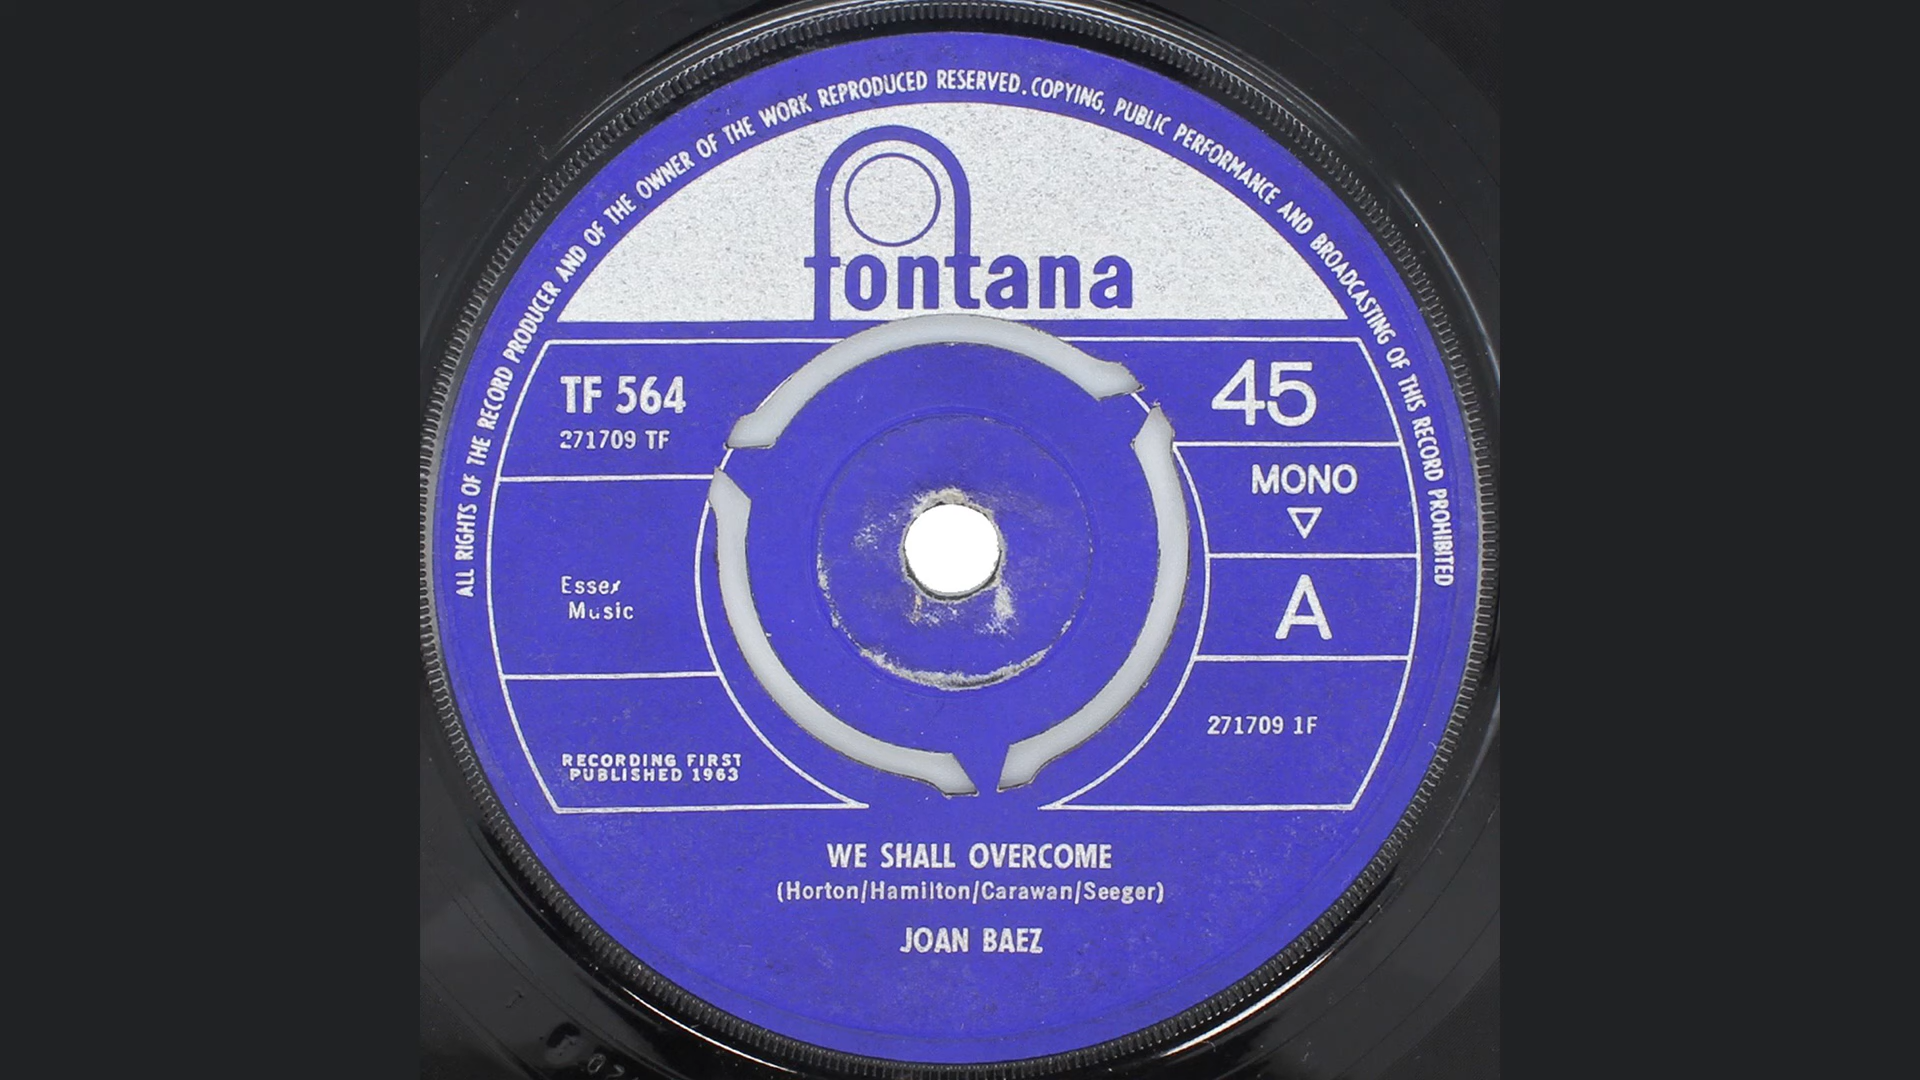 ALL RIGHTS OF THE RECORD PRODUCER AND OF THE OWNER OF THE WORK REPRODUCED RESERVED. COPYING, PUBLIC PERFORMANCE AND BROADCASTING OF THIS RECORD PROHIBITED
fontana
TF 564
271709 TF
45
MONO
A
Essex
Music
271709 1F
RECORDING FIRST
PUBLISHED 1963
WE SHALL OVERCOME
(Horton/Hamilton/Carawan/Seeger)
JOAN BAEZ